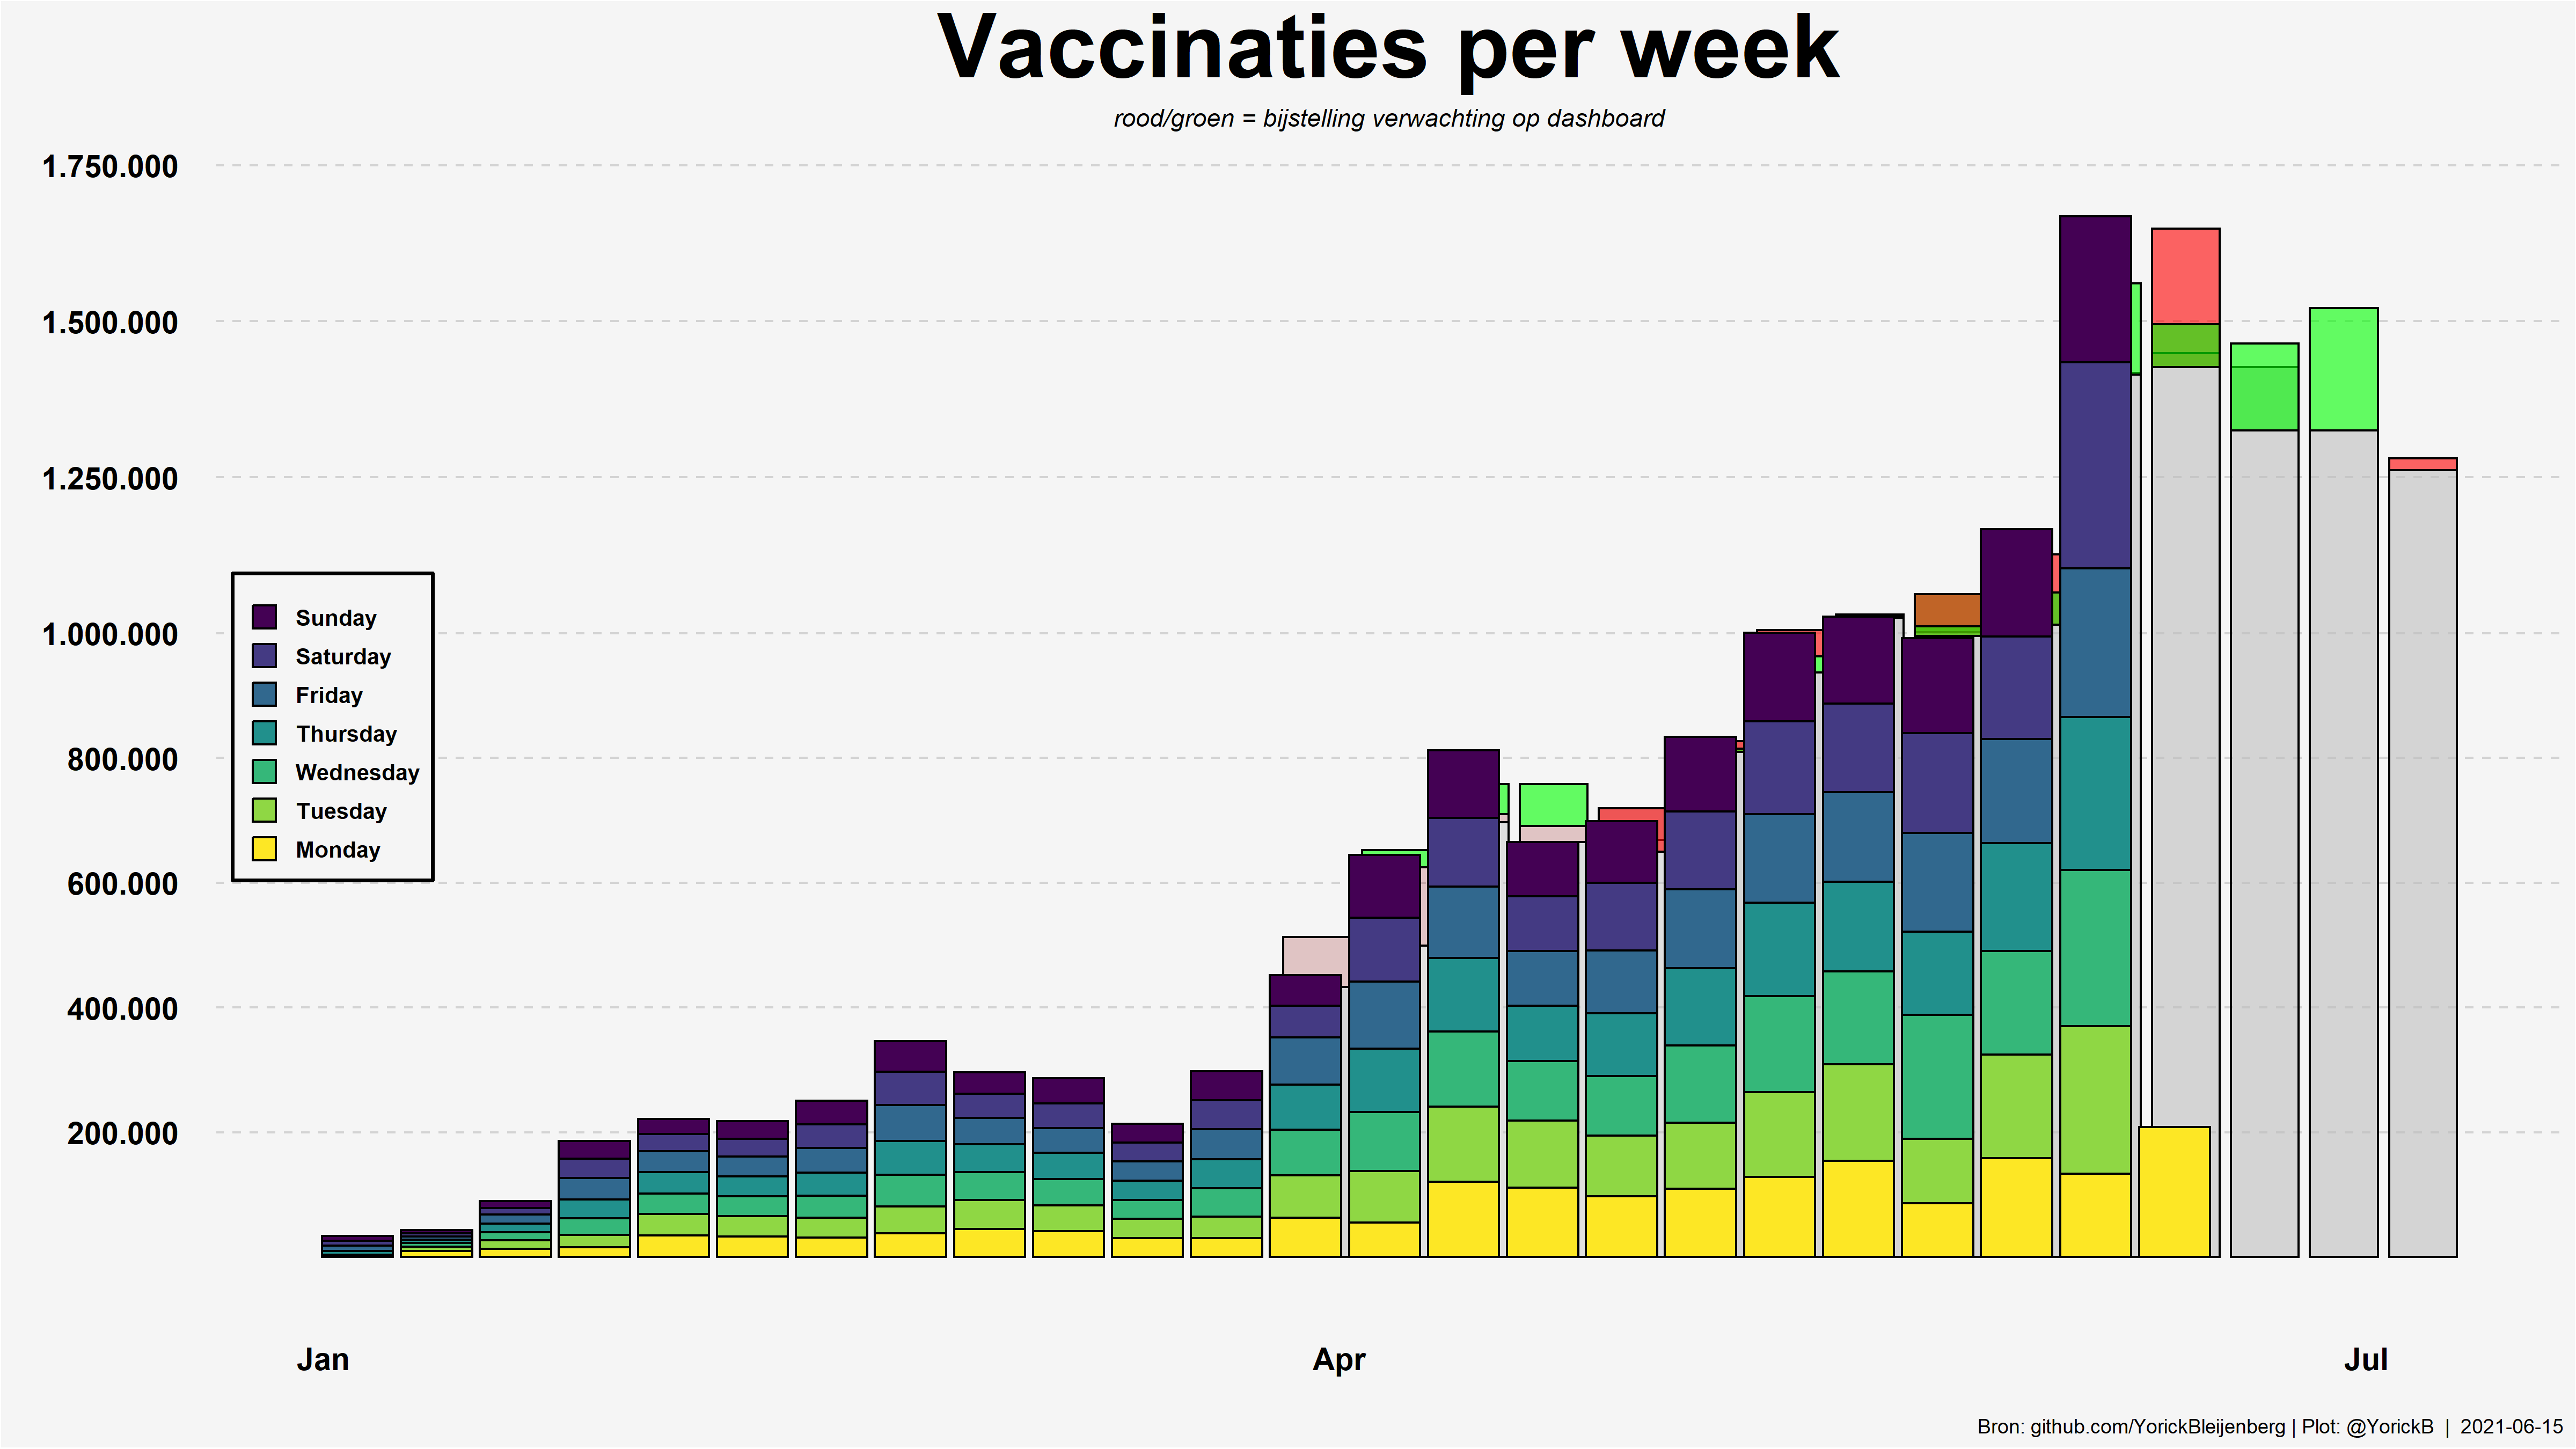 Vaccinaties per week
rood/groen = bijstelling verwachting op dashboard
1.750.000
1.500.000
1.250.000
1.000.000
800.000
600.000
400.000
200.000
Sunday
Saturday
Friday
Thursday
Wednesday
Tuesday
Monday
Jan
Apr
Jul
Bron: github.com/YorickBleijenberg | Plot: @YorickB | 2021-06-15